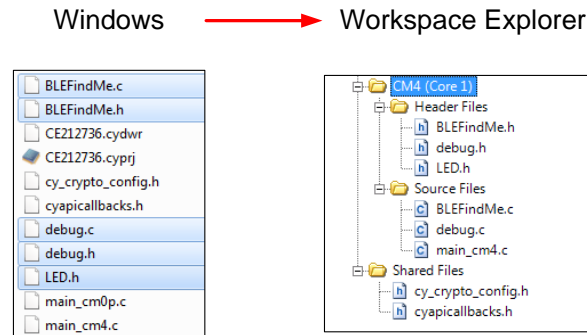 Windows
Workspace Explorer
BLEFindMe.c
BLEFindMe.h
CE212736.cydwr
CE212736.cyprj
cy_crypto_config.h
cyapicallbacks.h
debug.c
debug.h
LED.h
main_cm0p.c
main_cm4.c
CM4 (Core 1)
Header Files
h BLEFindMe.h
h debug.h
h LED.h
Source Files
c BLEFindMe.c
c debug.c
c main_cm4.c
Shared Files
h cy_crypto_config.h
h cyapicallbacks.h